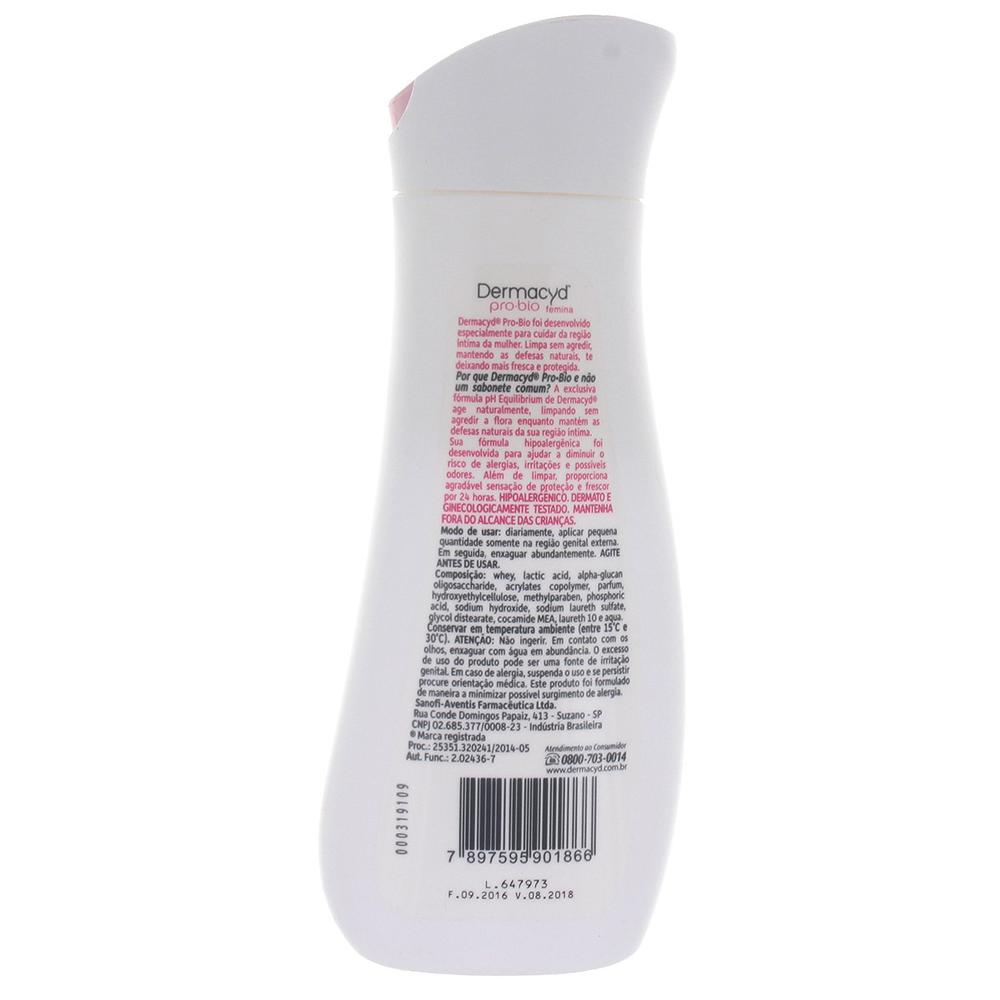 Dermacyd®
pro·bio femina
Dermacyd® Pro-Bio foi desenvolvido
especialmente para cuidar da região
íntima da mulher. Limpa sem agredir,
mantendo as defesas naturais, te
deixando mais fresca e protegida.
Por que Dermacyd® Pro-Bio e não
um sabonete comum? A exclusiva
fórmula pH Equilibrium de Dermacyd®
age naturalmente, limpando sem
agredir a flora enquanto mantém as
defesas naturais da sua região íntima.
Sua fórmula hipoalergênica foi
desenvolvida para ajudar a diminuir o
risco de alergias, irritações e possíveis
odores. Além de limpar, proporciona
agradável sensação de proteção e frescor
por 24 horas. HIPOALERGÊNICO. DERMATO E
GINECOLOGICAMENTE TESTADO. MANTENHA
FORA DO ALCANCE DAS CRIANÇAS.
Modo de usar: diariamente, aplicar pequena
quantidade somente na região genital externa.
Em seguida, enxaguar abundantemente. AGITE
ANTES DE USAR.
Composição: whey, lactic acid, alpha-glucan
oligosaccharide, acrylates copolymer, parfum,
hydroxyethylcellulose, methylparaben, phosphoric
acid, sodium hydroxide, sodium laureth sulfate,
glycol distearate, cocamide MEA, laureth 10 e aqua.
Conservar em temperatura ambiente (entre 15°C e
30°C). ATENÇÃO: Não ingerir. Em contato com os
olhos, enxaguar com água em abundância. O excesso
de uso do produto pode ser uma fonte de irritação
genital. Em caso de alergia, suspenda o uso e se persistir
procure orientação médica. Este produto foi formulado
de maneira a minimizar possível surgimento de alergia.
Sanofi-Aventis Farmacêutica Ltda.
Rua Conde Domingos Papaiz, 413 - Suzano - SP
CNPJ 02.685.377/0008-23 - Indústria Brasileira
® Marca registrada
Proc.: 25351.320241/2014-05
Aut. Func.: 2.02436-7
Atendimento ao Consumidor
0800-703-0014
www.dermacyd.com.br
000319109
7 897595 901866
L.647973
F.09.2016 V.08.2018